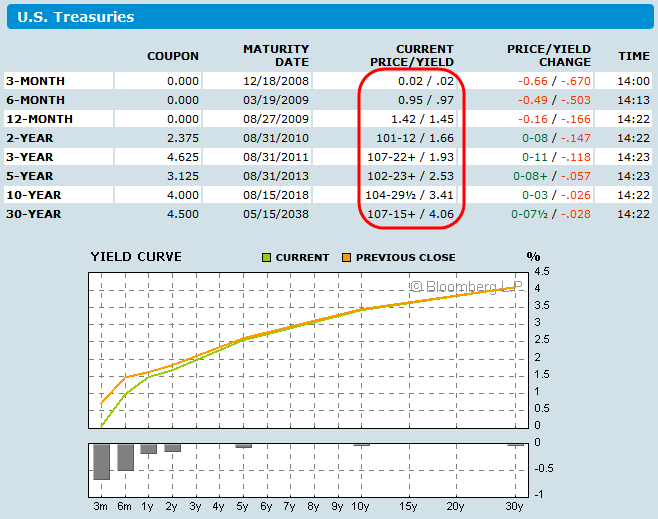 U.S. Treasuries
COUPON MATURITY DATE CURRENT PRICE/YIELD PRICE/YIELD CHANGE TIME
3-MONTH 0.000 12/18/2008 0.02 / .02 -0.66 / -.670 14:00
6-MONTH 0.000 03/19/2009 0.95 / .97 -0.49 / -.503 14:13
12-MONTH 0.000 08/27/2009 1.42 / 1.45 -0.16 / -.166 14:22
2-YEAR 2.375 08/31/2010 101-12 / 1.66 0-08 / -.147 14:22
3-YEAR 4.625 08/31/2011 107-22+ / 1.93 0-11 / -.118 14:23
5-YEAR 3.125 08/31/2013 102-23+ / 2.53 0-08+ / -.057 14:23
10-YEAR 4.000 08/15/2018 104-29½ / 3.41 0-03 / -.026 14:22
30-YEAR 4.500 05/15/2038 107-15+ / 4.06 0-07½ / -.028 14:22
YIELD CURVE CURRENT PREVIOUS CLOSE %
© Bloomberg L.P.
4.5
4
3.5
3
2.5
2
1.5
1
0.5
0
0
-0.5
-1
3m 6m 1y 2y 3y 4y 5y 6y 7y 8y 9y 10y 15y 20y 30y